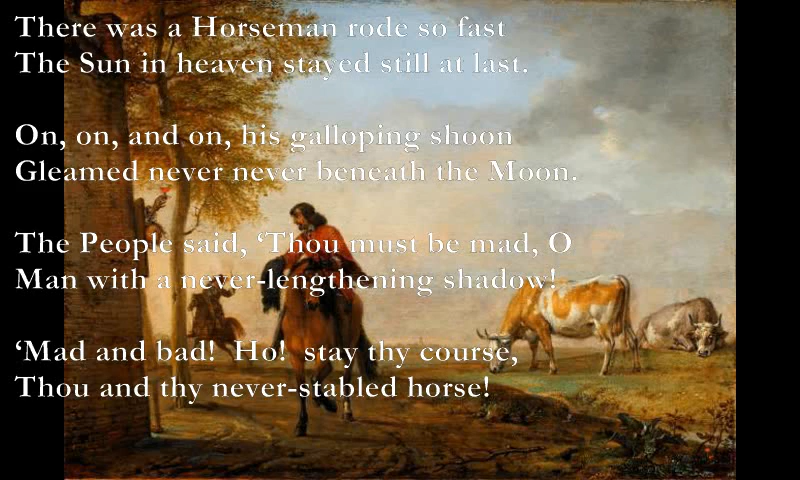 There was a Horseman rode so fast
The Sun in heaven stayed still at last.
On, on, and on, his galloping shoon
Gleamed never never beneath the Moon.
The People said, ‘Thou must be mad, O
Man with a never-lengthening shadow!
‘Mad and bad!  Ho!  stay thy course,
Thou and thy never-stabled horse!